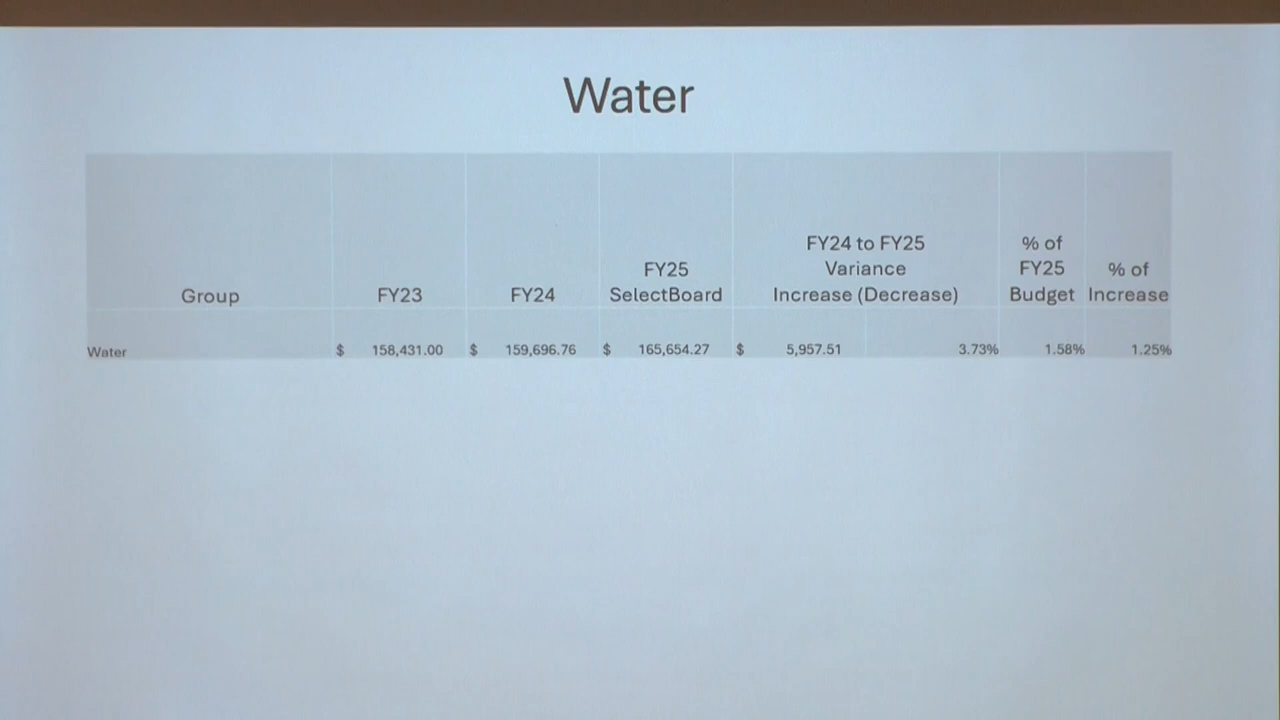 Water
Group FY23 FY24 FY25 SelectBoard FY24 to FY25 Variance Increase (Decrease) % of FY25 Budget % of Increase
Water $ 158,431.00 $ 159,696.76 $ 165,654.27 $ 5,957.51 3.73% 1.58% 1.25%